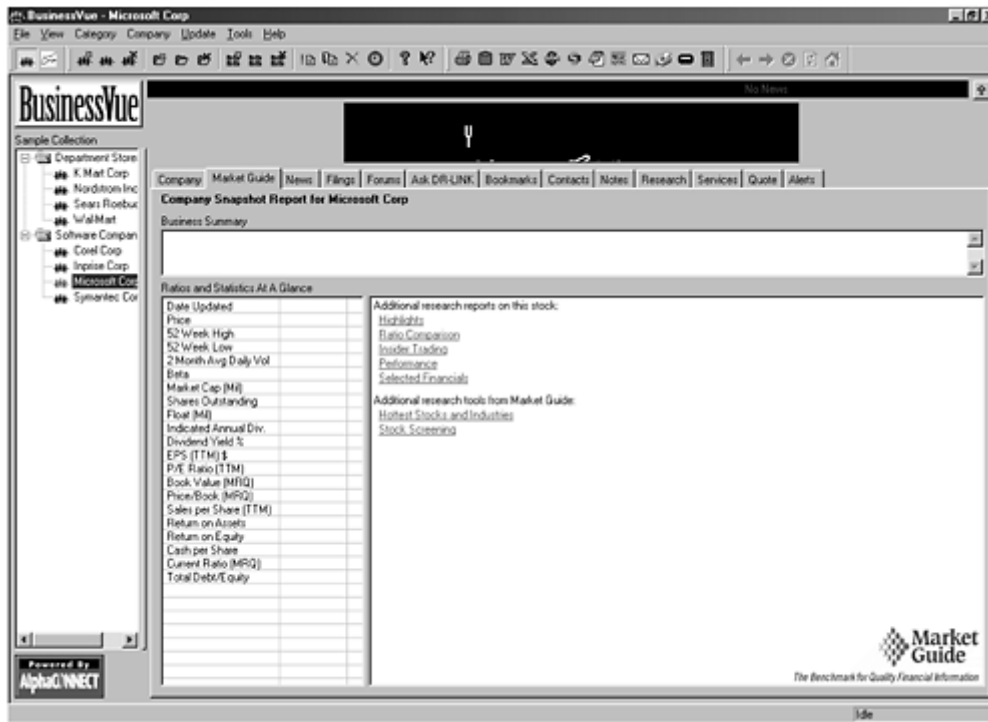 BusinessVue - Microsoft Corp
File View Category Company Update Tools Help
No News
BusinessVue
Sample Collection
Department Store
K Mart Corp
Nordstrom Inc
Sears Roebuc
Wal-Mart
Software Compan
Corel Corp
Inprise Corp
Microsoft Corp
Symantec Cor
Company Market Guide News Filings Forums Ask DR-LINK Bookmarks Contacts Notes Research Services Quote Alerts
Company Snapshot Report for Microsoft Corp
Business Summary
Ratios and Statistics At A Glance
Date Updated
Price
52 Week High
52 Week Low
2 Month Avg Daily Vol
Beta
Market Cap (Mil)
Shares Outstanding
Float (Mil)
Indicated Annual Div.
Dividend Yield %
EPS (TTM) $
P/E Ratio (TTM)
Book Value (MRQ)
Price/Book (MRQ)
Sales per Share (TTM)
Return on Assets
Return on Equity
Cash per Share
Current Ratio (MRQ)
Total Debt/Equity
Additional research reports on this stock:
Highlights
Ratio Comparison
Insider Trading
Performance
Selected Financials
Additional research tools from Market Guide:
Hottest Stocks and Industries
Stock Screening
Market
Guide
The Benchmark for Quality Financial Information
Powered By
AlphaCONNECT
Idle